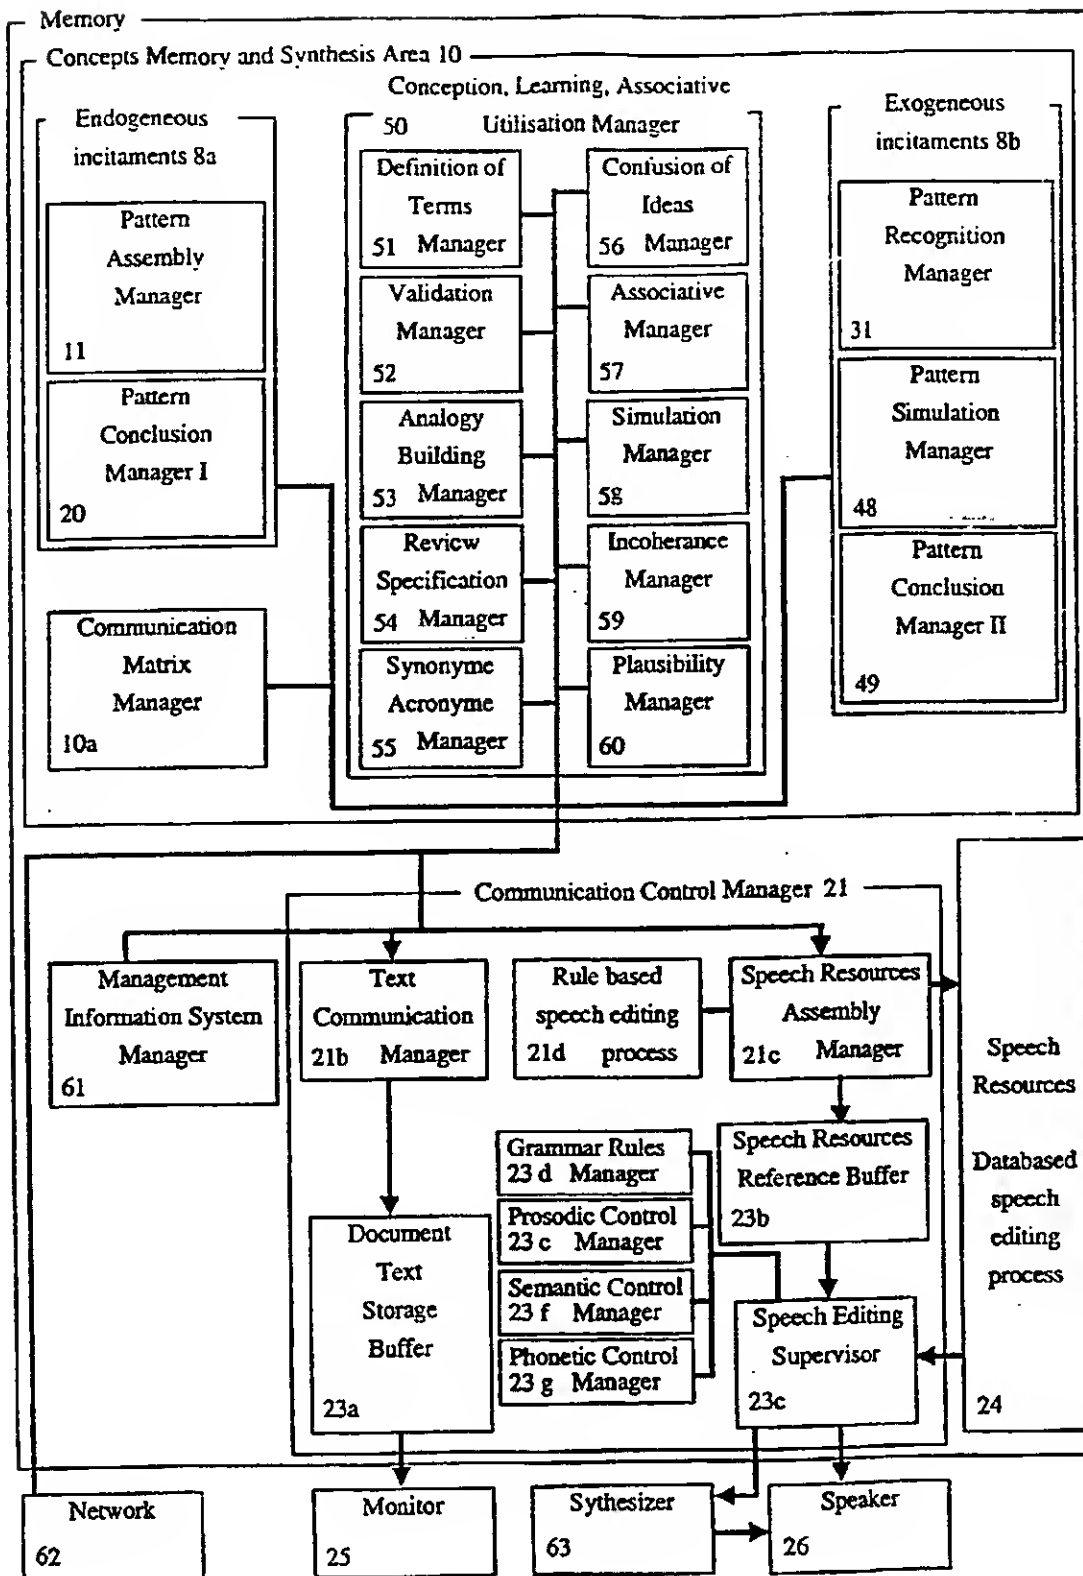 Memory
Concepts Memory and Synthesis Area 10
Endogeneous
incitaments 8a
Pattern
Assembly
Manager
11
Pattern
Conclusion
Manager I
20
Communication
Matrix
Manager
10a
Conception, Learning, Associative
50 Utilisation Manager
Definition of
Terms
51 Manager
Validation
Manager
52
Analogy
Building
53 Manager
Review
Specification
54 Manager
Synonyme
Acronyme
55 Manager
Confusion of
Ideas
56 Manager
Associative
Manager
57
Simulation
Manager
58
Incoherance
Manager
59
Plausibility
Manager
60
Exogeneous
incitaments 8b
Pattern
Recognition
Manager
31
Pattern
Simulation
Manager
48
Pattern
Conclusion
Manager II
49
Communication Control Manager 21
Management
Information System
Manager
61
Text
Communication
21b Manager
Rule based
speech editing
21d process
Speech Resources
Assembly
21c Manager
Grammar Rules
23 d Manager
Prosodic Control
23 c Manager
Semantic Control
23 f Manager
Phonetic Control
23 g Manager
Speech Resources
Reference Buffer
23b
Document
Text
Storage
Buffer
23a
Speech Editing
Supervisor
23c
Speech
Resources
Databased
speech
editing
process
24
Network
62
Monitor
25
Sythesizer
63
Speaker
26